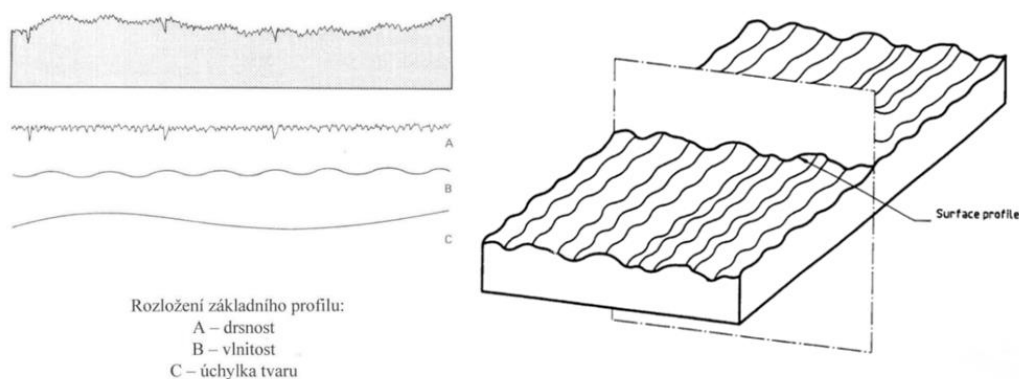 A
B
C
Rozložení základního profilu:
A – drsnost
B – vlnitost
C – úchylka tvaru
Surface profile